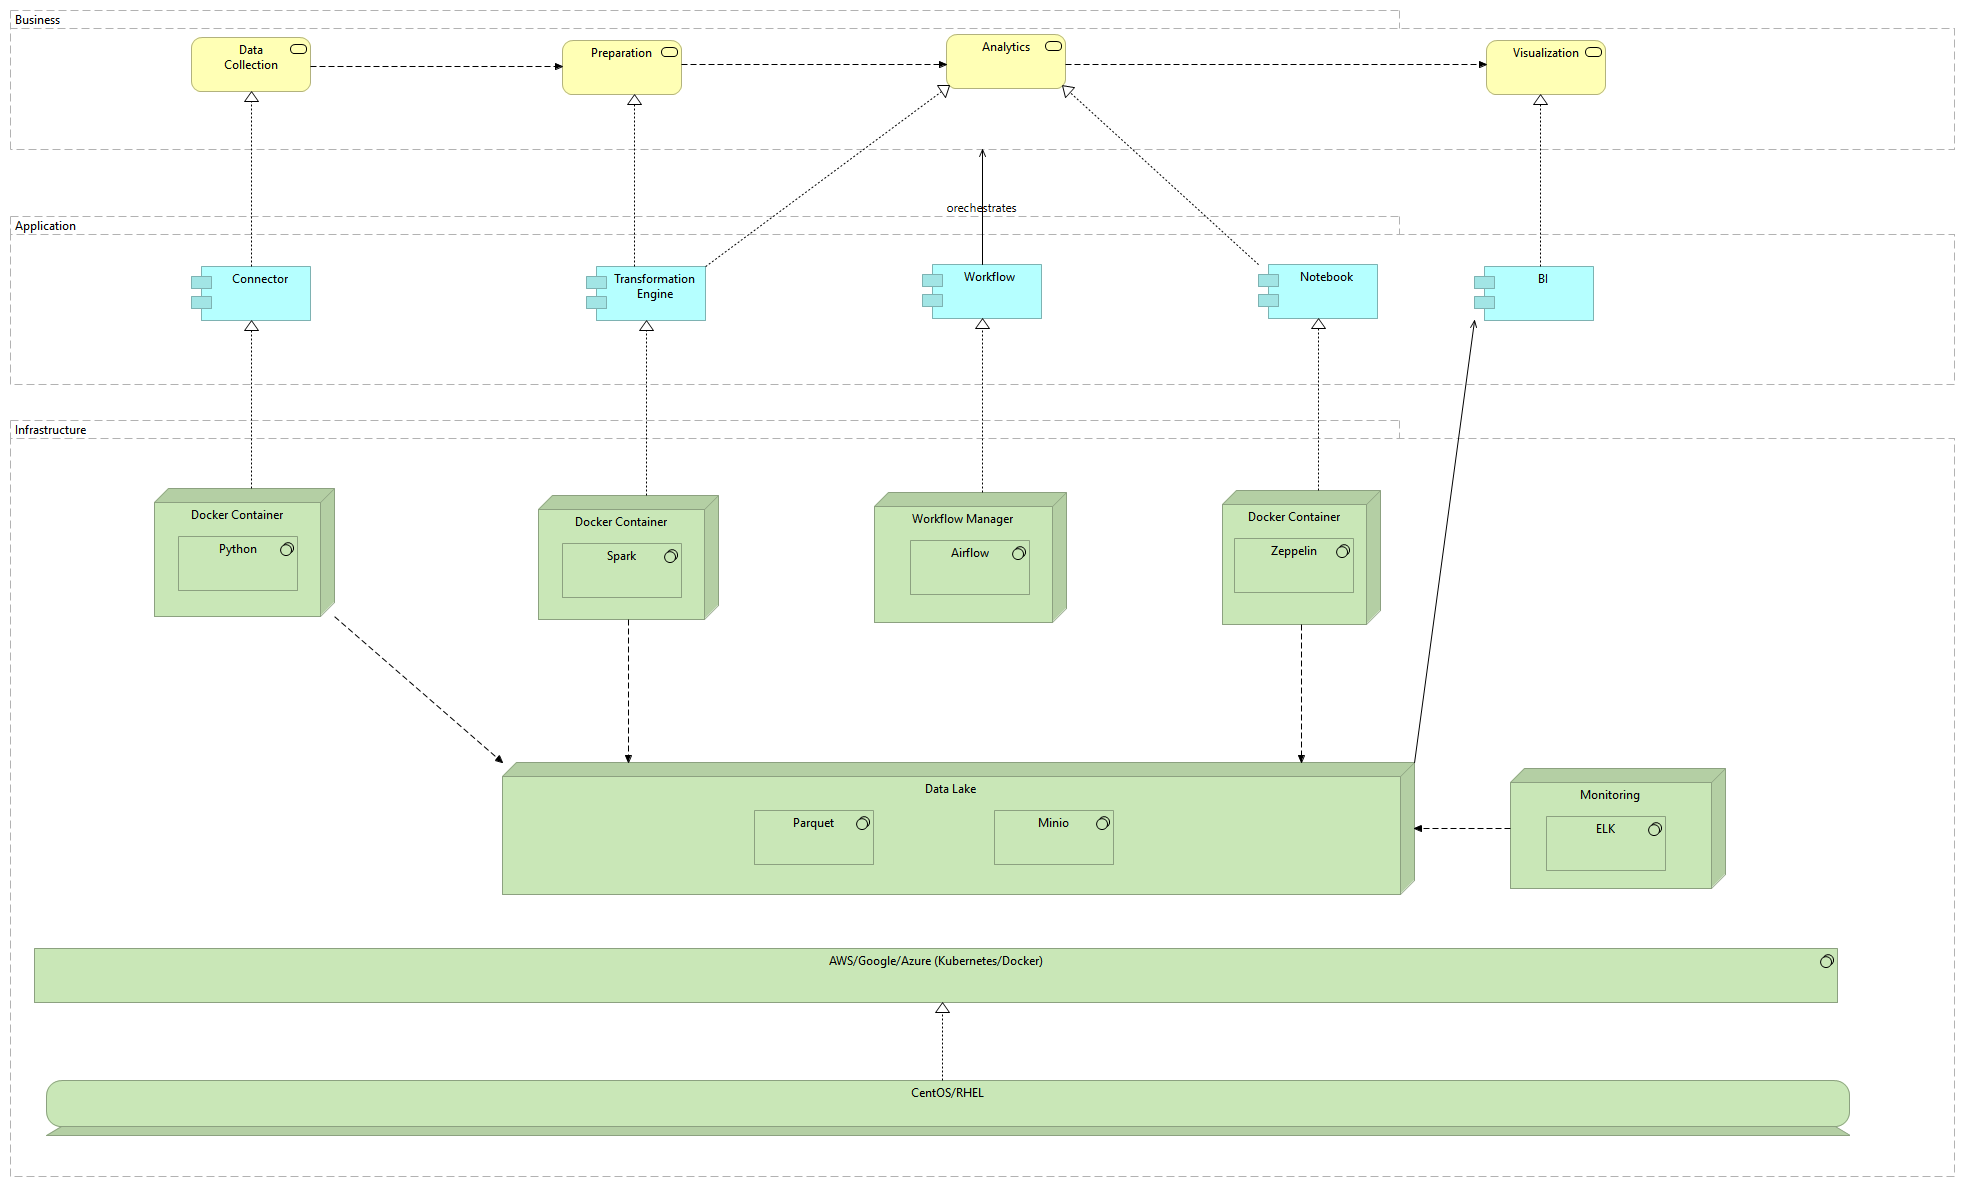 Business
Data
Collection
Preparation
Analytics
Visualization
orechestrates
Application
Connector
Transformation
Engine
Workflow
Notebook
BI
Infrastructure
Docker Container
Python
Docker Container
Spark
Workflow Manager
Airflow
Docker Container
Zeppelin
Data Lake
Parquet
Minio
Monitoring
ELK
AWS/Google/Azure (Kubernetes/Docker)
CentOS/RHEL